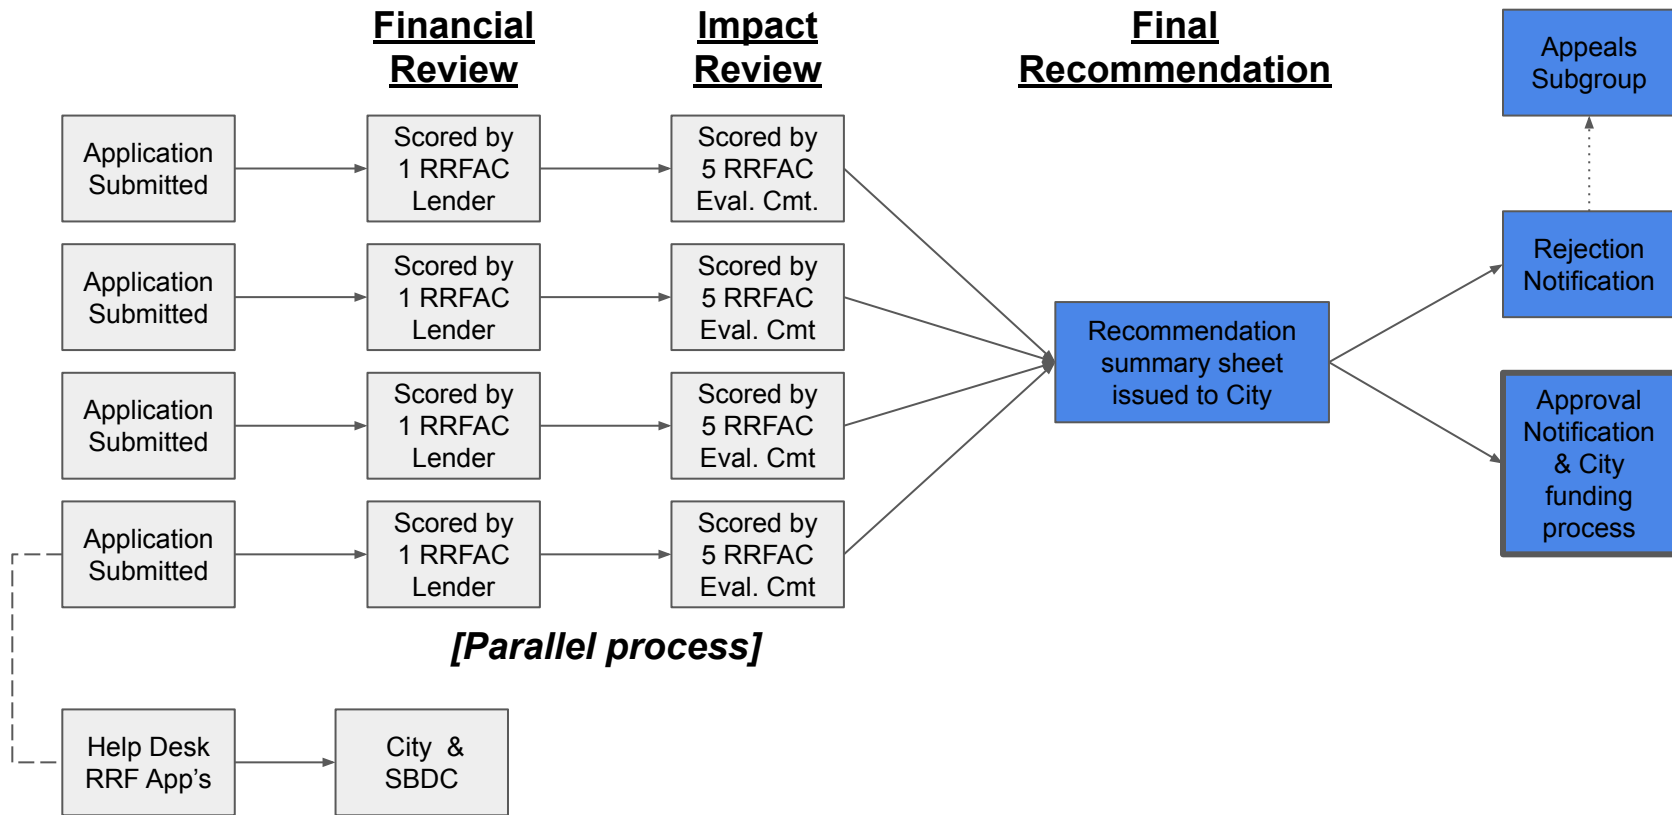 Financial
Review
Impact
Review
Final
Recommendation
Appeals
Subgroup
Application
Submitted
Scored by
1 RRFAC
Lender
Scored by
5 RRFAC
Eval. Cmt.
Application
Submitted
Scored by
1 RRFAC
Lender
Scored by
5 RRFAC
Eval. Cmt
Rejection
Notification
Recommendation
summary sheet
issued to City
Application
Submitted
Scored by
1 RRFAC
Lender
Scored by
5 RRFAC
Eval. Cmt
Approval
Notification
& City
funding
process
Application
Submitted
Scored by
1 RRFAC
Lender
Scored by
5 RRFAC
Eval. Cmt
[Parallel process]
Help Desk
RRF App's
City &
SBDC